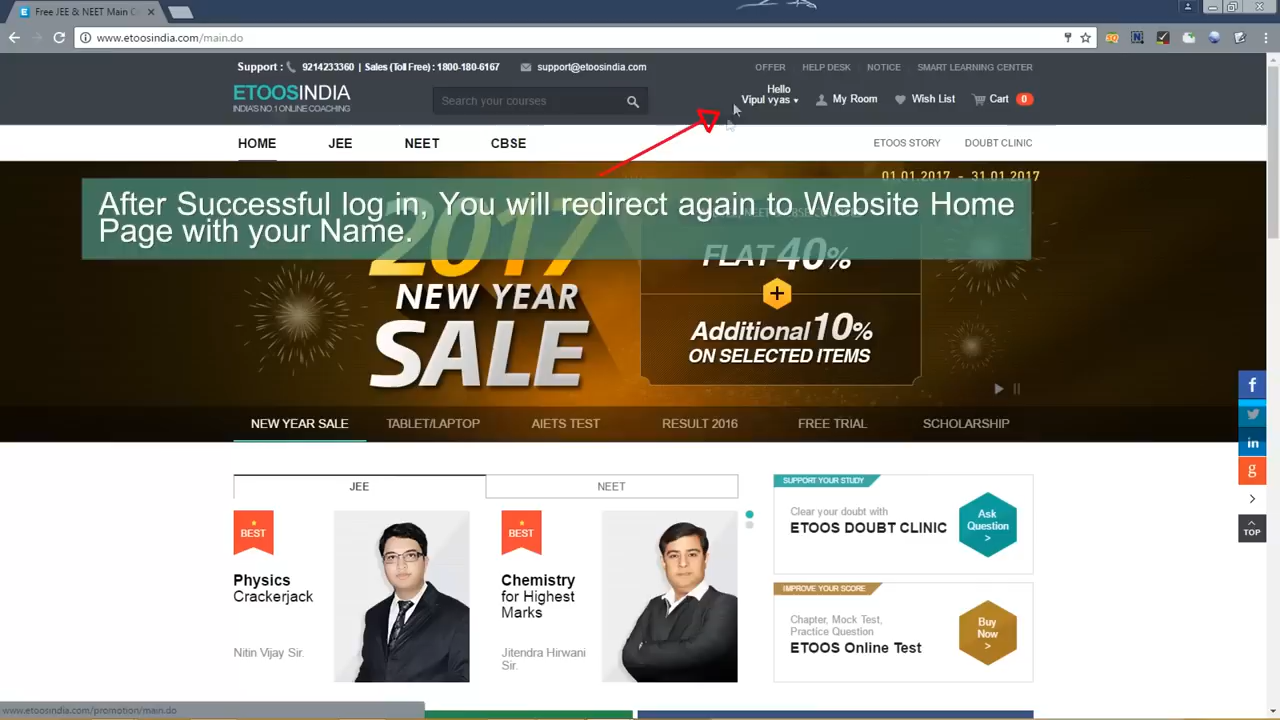 Free JEE & NEET Main C
www.etoosindia.com/main.do
Support : 9214233360 | Sales (Toll Free) : 1800-180-6167 support@etoosindia.com
OFFER HELP DESK NOTICE SMART LEARNING CENTER
ETOOSINDIA
INDIA'S NO.1 ONLINE COACHING
Search your courses
Hello
Vipul vyas
My Room
Wish List
Cart 0
HOME JEE NEET CBSE
ETOOS STORY DOUBT CLINIC
01.01.2017 - 31.01.2017
After Successful log in, You will redirect again to Website Home
Page with your Name.
2017
NEW YEAR
SALE
FLAT 40%
+
Additional 10%
ON SELECTED ITEMS
NEW YEAR SALE TABLET/LAPTOP AIETS TEST RESULT 2016 FREE TRIAL SCHOLARSHIP
JEE NEET
BEST
Physics
Crackerjack
Nitin Vijay Sir.
BEST
Chemistry
for Highest
Marks
Jitendra Hirwani
Sir.
SUPPORT YOUR STUDY
Clear your doubt with
ETOOS DOUBT CLINIC
Ask
Question
>
IMPROVE YOUR SCORE
Chapter, Mock Test,
Practice Question
ETOOS Online Test
Buy
Now
>
TOP
www.etoosindia.com/promotion/main.do